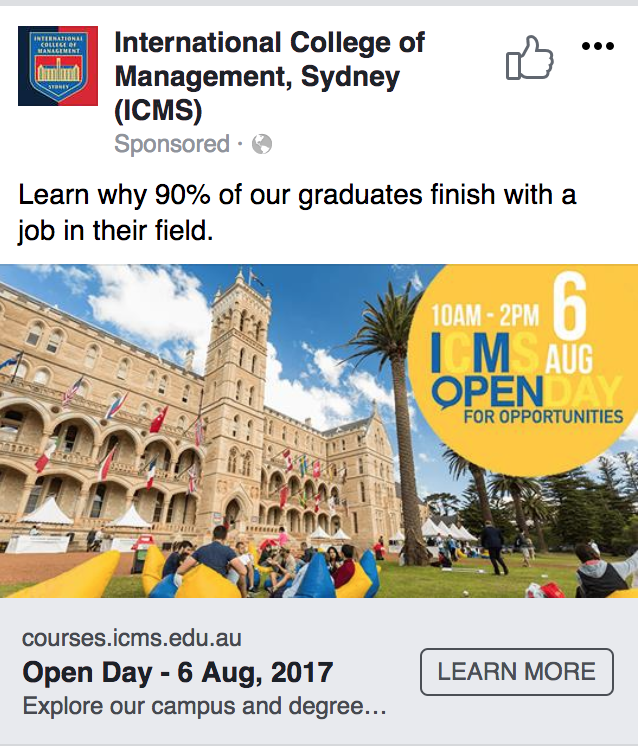 INTERNATIONAL
COLLEGE OF
MANAGEMENT
SYDNEY
International College of
Management, Sydney
(ICMS)
Sponsored ·
Learn why 90% of our graduates finish with a
job in their field.
10AM - 2PM 6
ICMS AUG
OPEN DAY
FOR OPPORTUNITIES
courses.icms.edu.au
Open Day - 6 Aug, 2017
Explore our campus and degree...
LEARN MORE